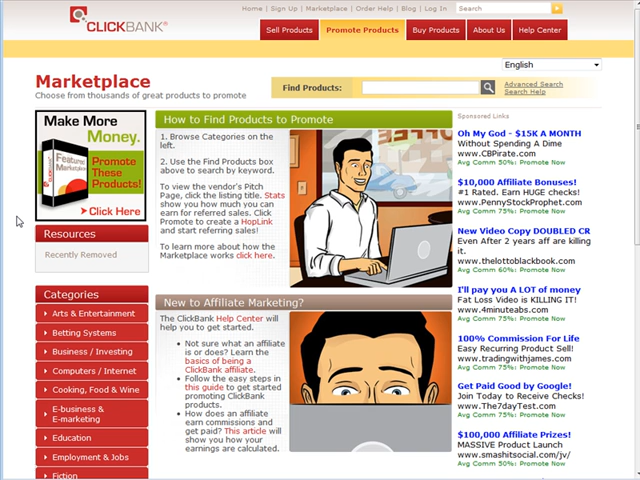 CLICKBANK®
Home | Sign Up | Marketplace | Order Help | Blog | Log In
Search
Sell Products
Promote Products
Buy Products
About Us
Help Center
English
Marketplace
Choose from thousands of great products to promote
Find Products:
Advanced Search
Search Help
Make More
Money.
Featured
Marketplace
Promote
These
Products!
Click Here
Resources
Recently Removed
Categories
Arts & Entertainment
Betting Systems
Business / Investing
Computers / Internet
Cooking, Food & Wine
E-business &
E-marketing
Education
Employment & Jobs
Fiction
How to Find Products to Promote
1. Browse Categories on the
left.
2. Use the Find Products box
above to search by keyword.
To view the vendor's Pitch
Page, click the listing title. Stats
show you how much you can
earn for referred sales. Click
Promote to create a HopLink
and start referring sales!
To learn more about how the
Marketplace works click here.
COFFEE
New to Affiliate Marketing?
The ClickBank Help Center will
help you to get started.
• Not sure what an affiliate
is or does? Learn the
basics of being a
ClickBank affiliate.
• Follow the easy steps in
this guide to get started
promoting ClickBank
products.
• How does an affiliate
earn commissions and
get paid? This article will
show you how your
earnings are calculated.
Sponsored Links
Oh My God - $15K A MONTH
Without Spending A Dime
www.CBPirate.com
Avg Comm 75%: Promote Now
$10,000 Affiliate Bonuses!
#1 Rated. Earn HUGE checks!
www.PennyStockProphet.com
Avg Comm 75%: Promote Now
New Video Copy DOUBLED CR
Even After 2 years aff are killing
it.
www.thelottoblackbook.com
Avg Comm 60%: Promote Now
I'll pay you A LOT of money
Fat Loss Video is KILLING IT!
www.4minuteabs.com
Avg Comm 75%: Promote Now
100% Commission For Life
Easy Recurring Product Sell!
www.tradingwithjames.com
Avg Comm 75%: Promote Now
Get Paid Good by Google!
Join Today to Receive Checks!
www.The7dayTest.com
Avg Comm 75%: Promote Now
$100,000 Affiliate Prizes!
MASSIVE Product Launch
www.smashitsocial.com/jv/
Avg Comm 50%: Promote Now